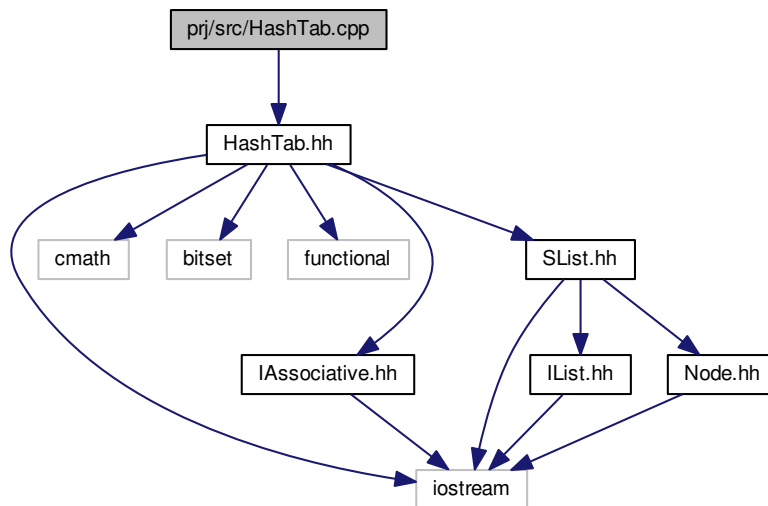 prj/src/HashTab.cpp
HashTab.hh
cmath
bitset
functional
SList.hh
IAssociative.hh
IList.hh
Node.hh
iostream